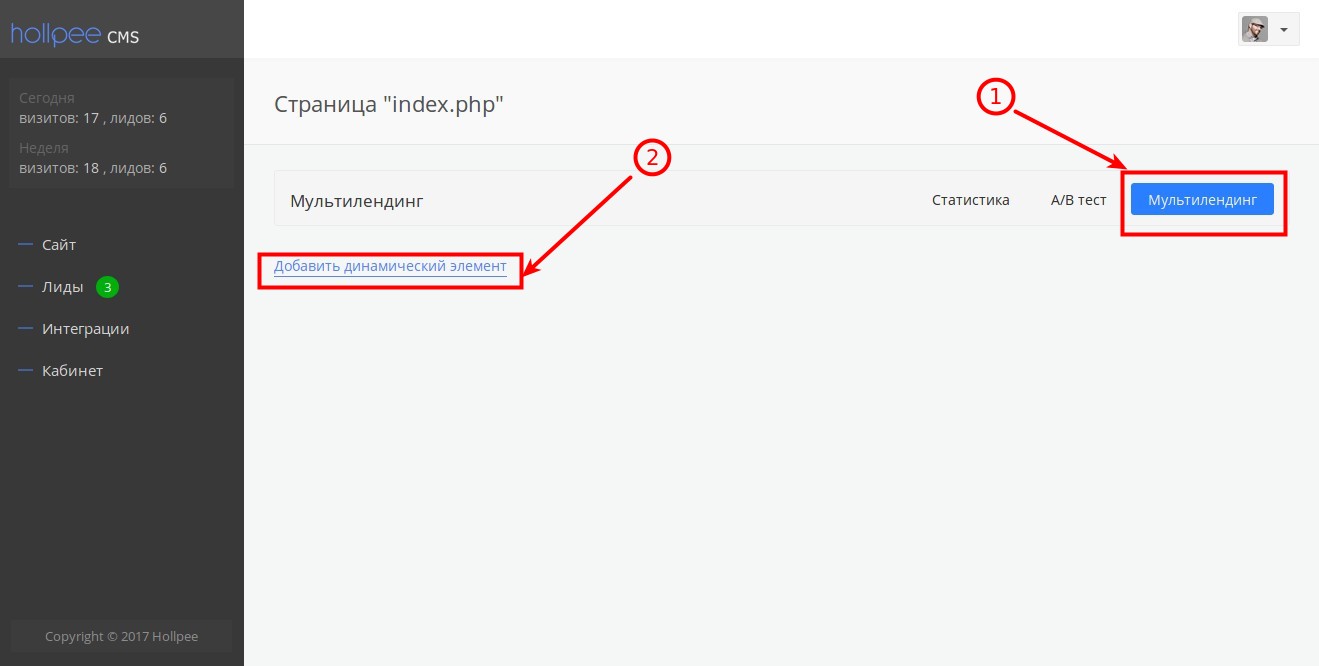 hollpee CMS
Сегодня
визитов: 17 , лидов: 6
Неделя
визитов: 18 , лидов: 6
Сайт
Лиды 3
Интеграции
Кабинет
Copyright © 2017 Hollpee
Страница "index.php"
1
2
Мультилендинг Статистика A/B тест Мультилендинг
Добавить динамический элемент